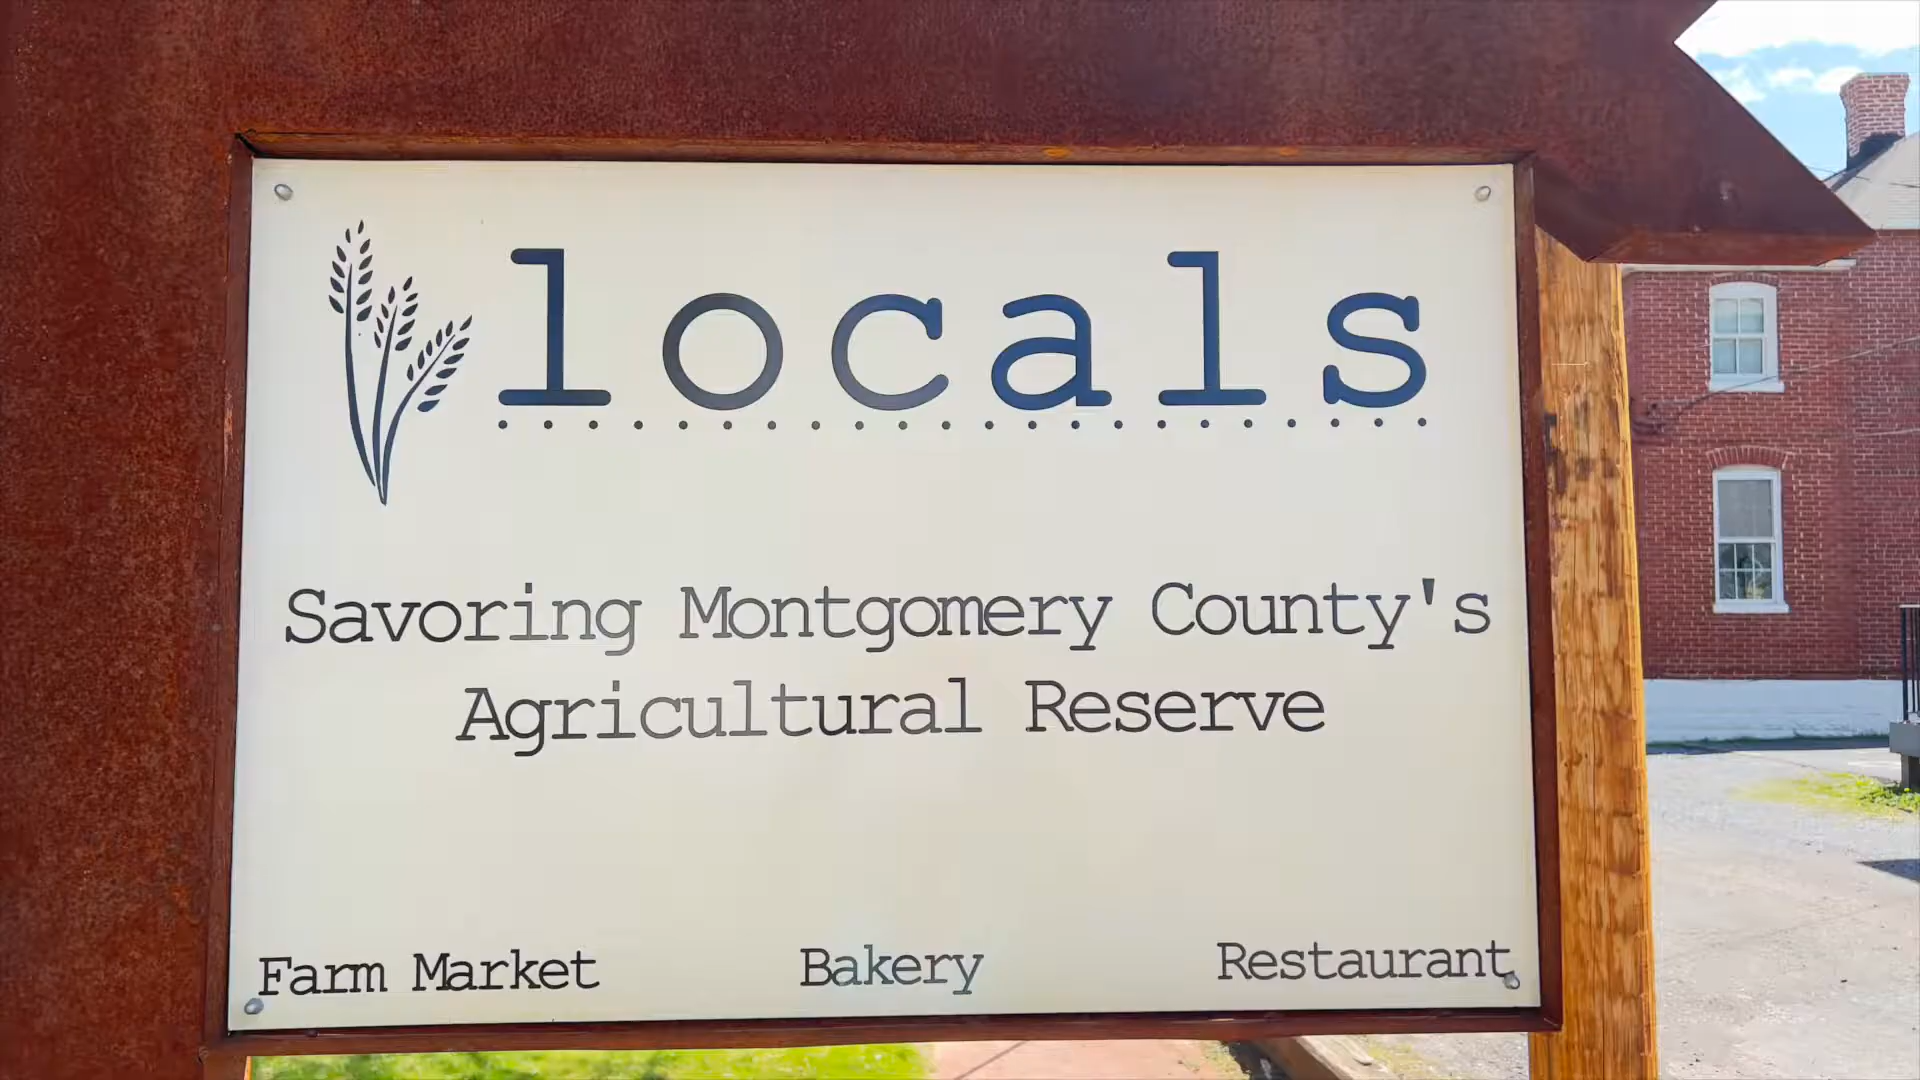 locals
Savoring Montgomery County's
Agricultural Reserve
Farm Market Bakery Restaurant